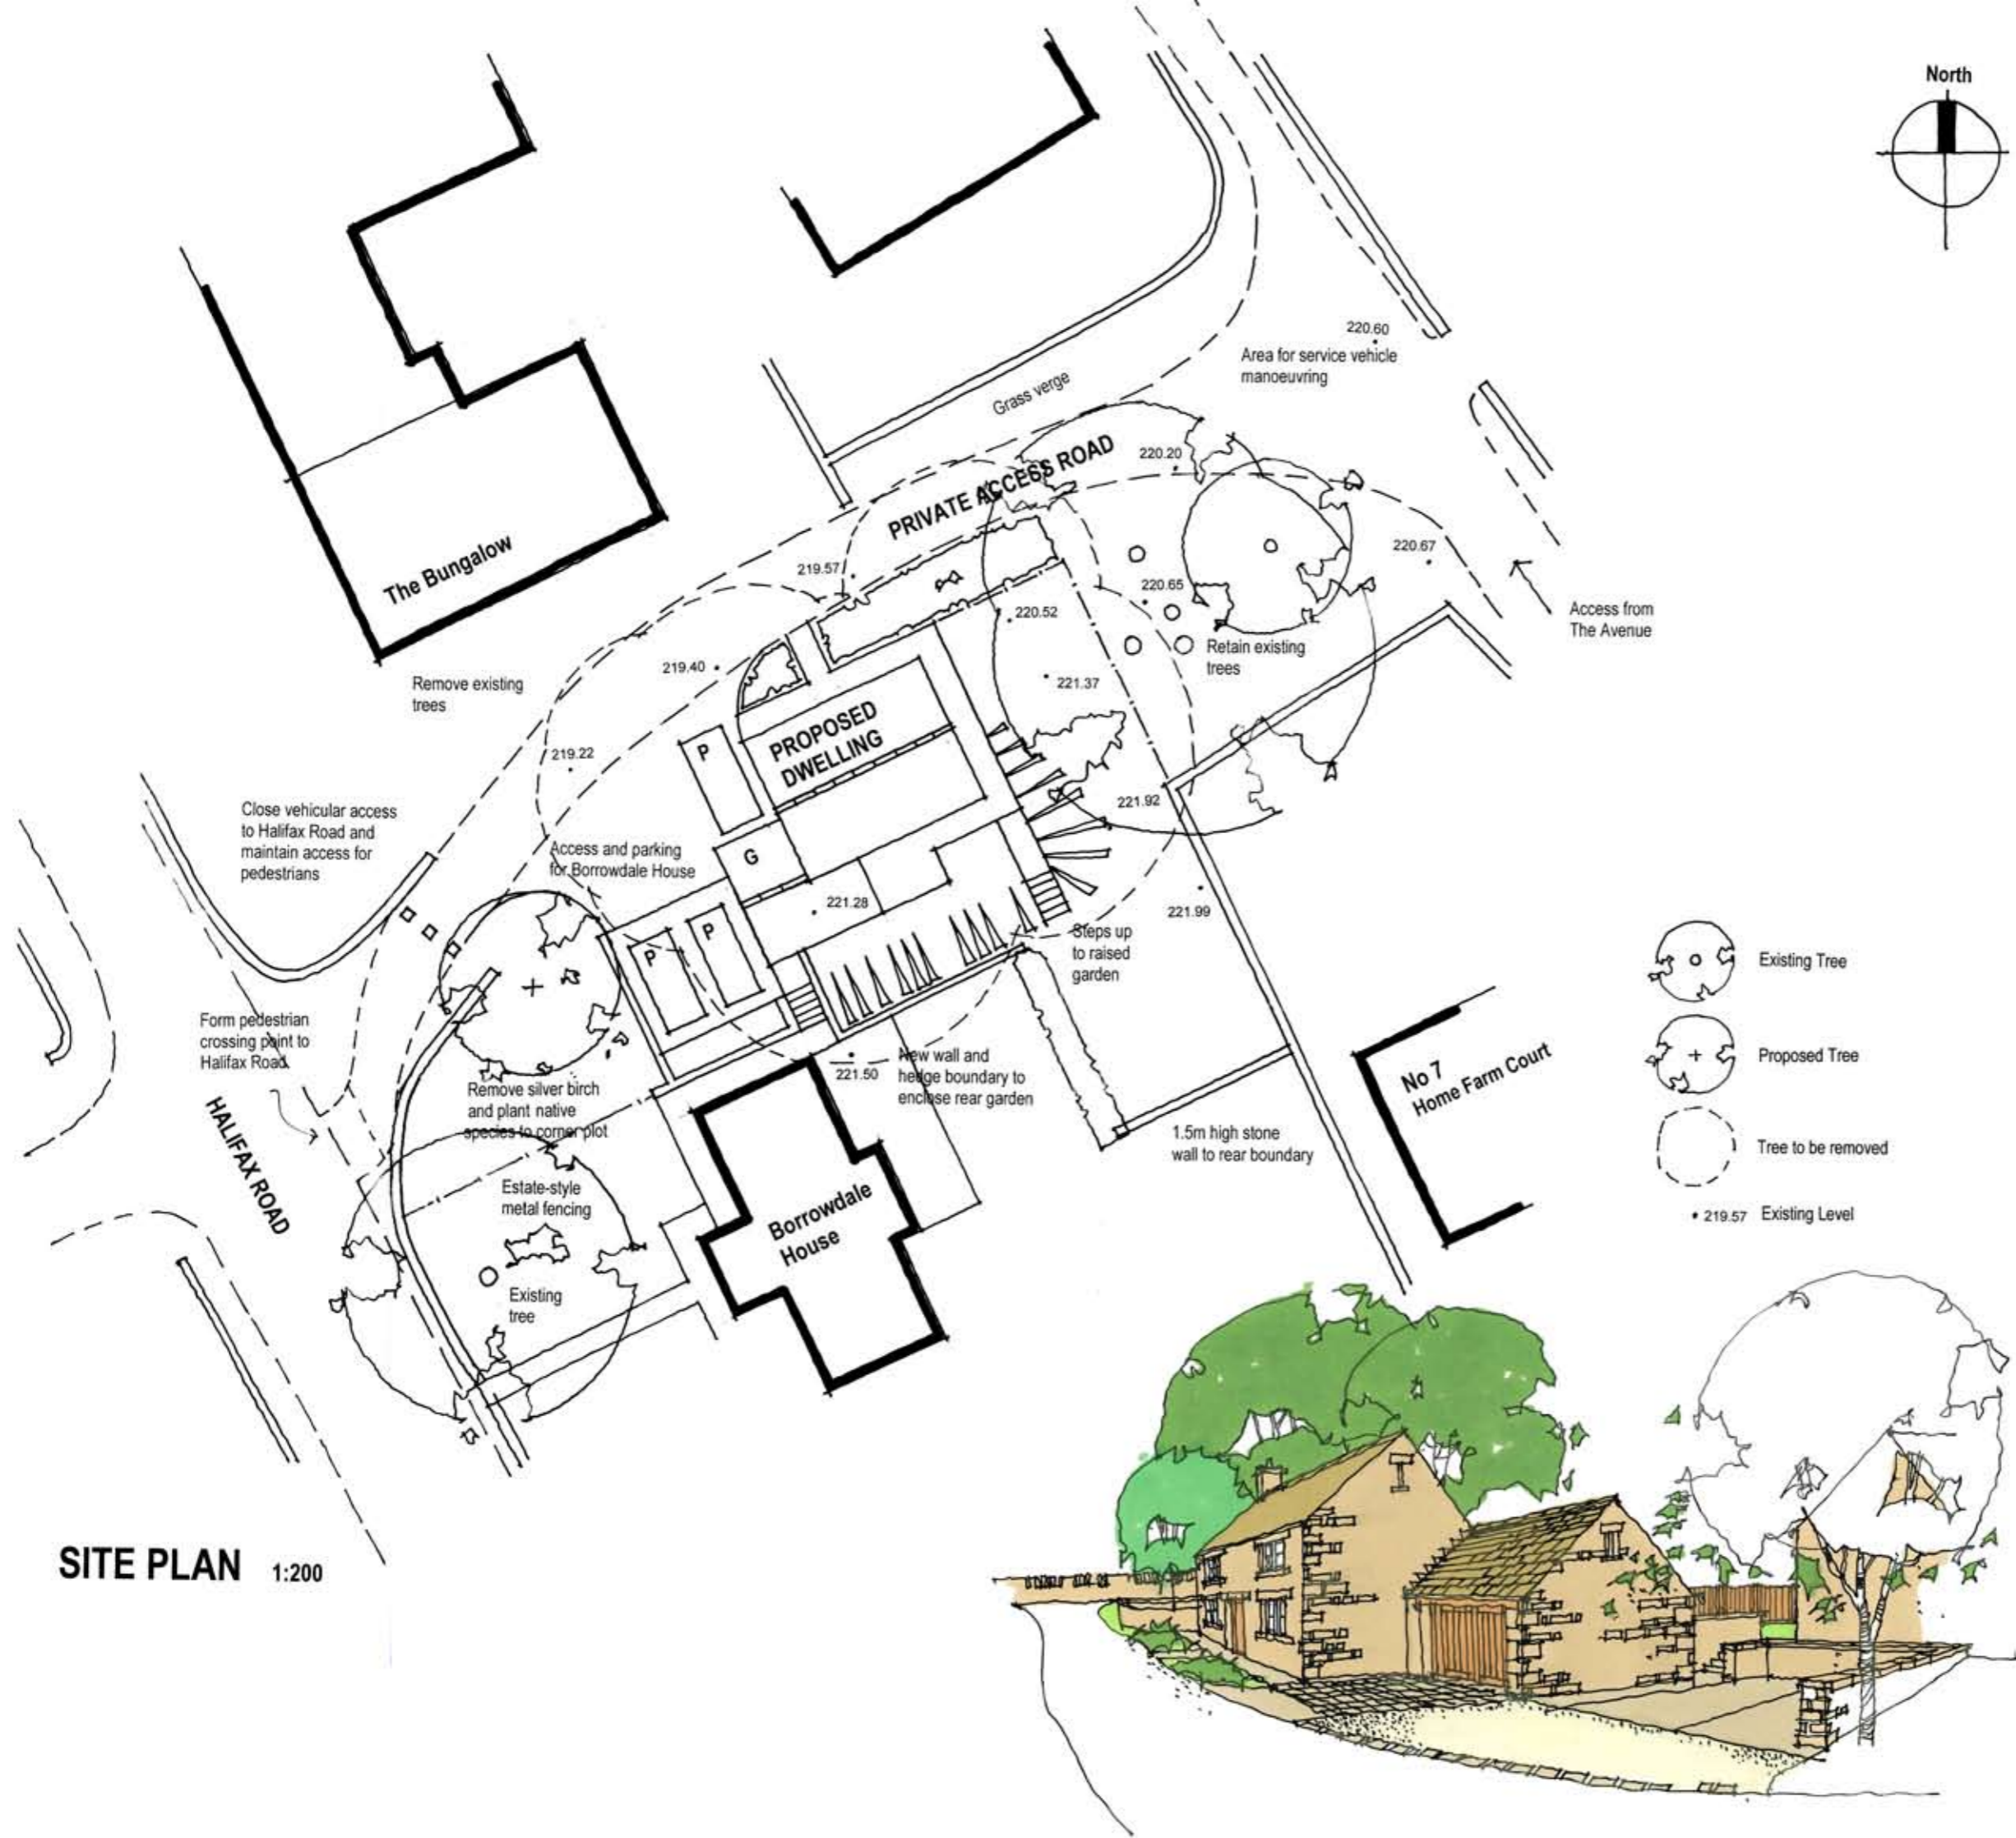 North
220.60
Area for service vehicle
manoeuvring
Grass verge
PRIVATE ACCESS ROAD
220.20
220.67
219.57
220.65
220.52
Access from
The Avenue
The Bungalow
Retain existing
trees
219.40
221.37
Remove existing
trees
P
PROPOSED
DWELLING
219.22
221.92
Close vehicular access
to Halifax Road and
maintain access for
pedestrians
Access and parking
for Borrowdale House
G
221.28
221.99
P
P
Steps up
to raised
garden
Existing Tree
Form pedestrian
crossing point to
Halifax Road.
221.50
New wall and
hedge boundary to
enclose rear garden
No 7
Home Farm Court
Proposed Tree
Remove silver birch
and plant native
species to corner plot
HALIFAX ROAD
1.5m high stone
wall to rear boundary
Tree to be removed
Estate-style
metal fencing
Borrowdale
House
219.57 Existing Level
Existing
tree
SITE PLAN 1:200